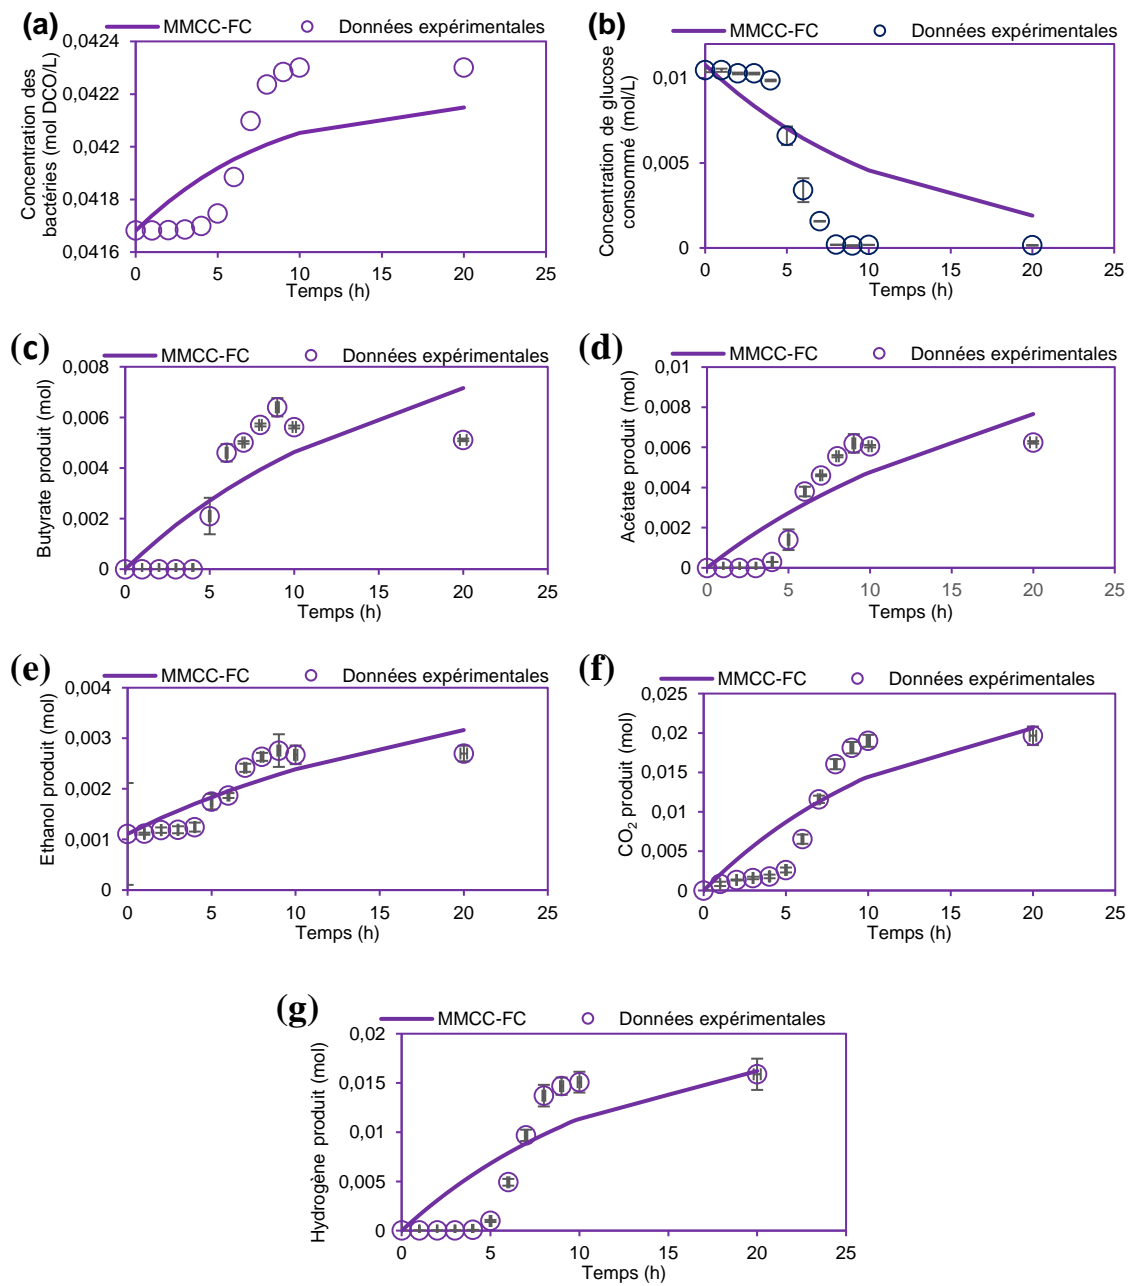 (a)
MMCC-FC
Données expérimentales
Concentration des
bactéries (mol DCO/L)
0,0424
0,0422
0,042
0,0418
0,0416
0 5 10 15 20 25
Temps (h)
(b)
MMCC-FC
Données expérimentales
Concentration de glucose
consommé (mol/L)
0,01
0,005
0
0 5 10 15 20 25
Temps (h)
(c)
MMCC-FC
Données expérimentales
Butyrate produit (mol)
0,008
0,006
0,004
0,002
0
0 5 10 15 20 25
Temps (h)
(d)
MMCC-FC
Données expérimentales
Acétate produit (mol)
0,01
0,008
0,006
0,004
0,002
0
0 5 10 15 20 25
Temps (h)
(e)
MMCC-FC
Données expérimentales
Ethanol produit (mol)
0,004
0,003
0,002
0,001
0
0 5 10 15 20 25
Temps (h)
(f)
MMCC-FC
Données expérimentales
CO₂ produit (mol)
0,025
0,02
0,015
0,01
0,005
0
0 5 10 15 20 25
Temps (h)
(g)
MMCC-FC
Données expérimentales
Hydrogène produit (mol)
0,02
0,015
0,01
0,005
0
0 5 10 15 20 25
Temps (h)